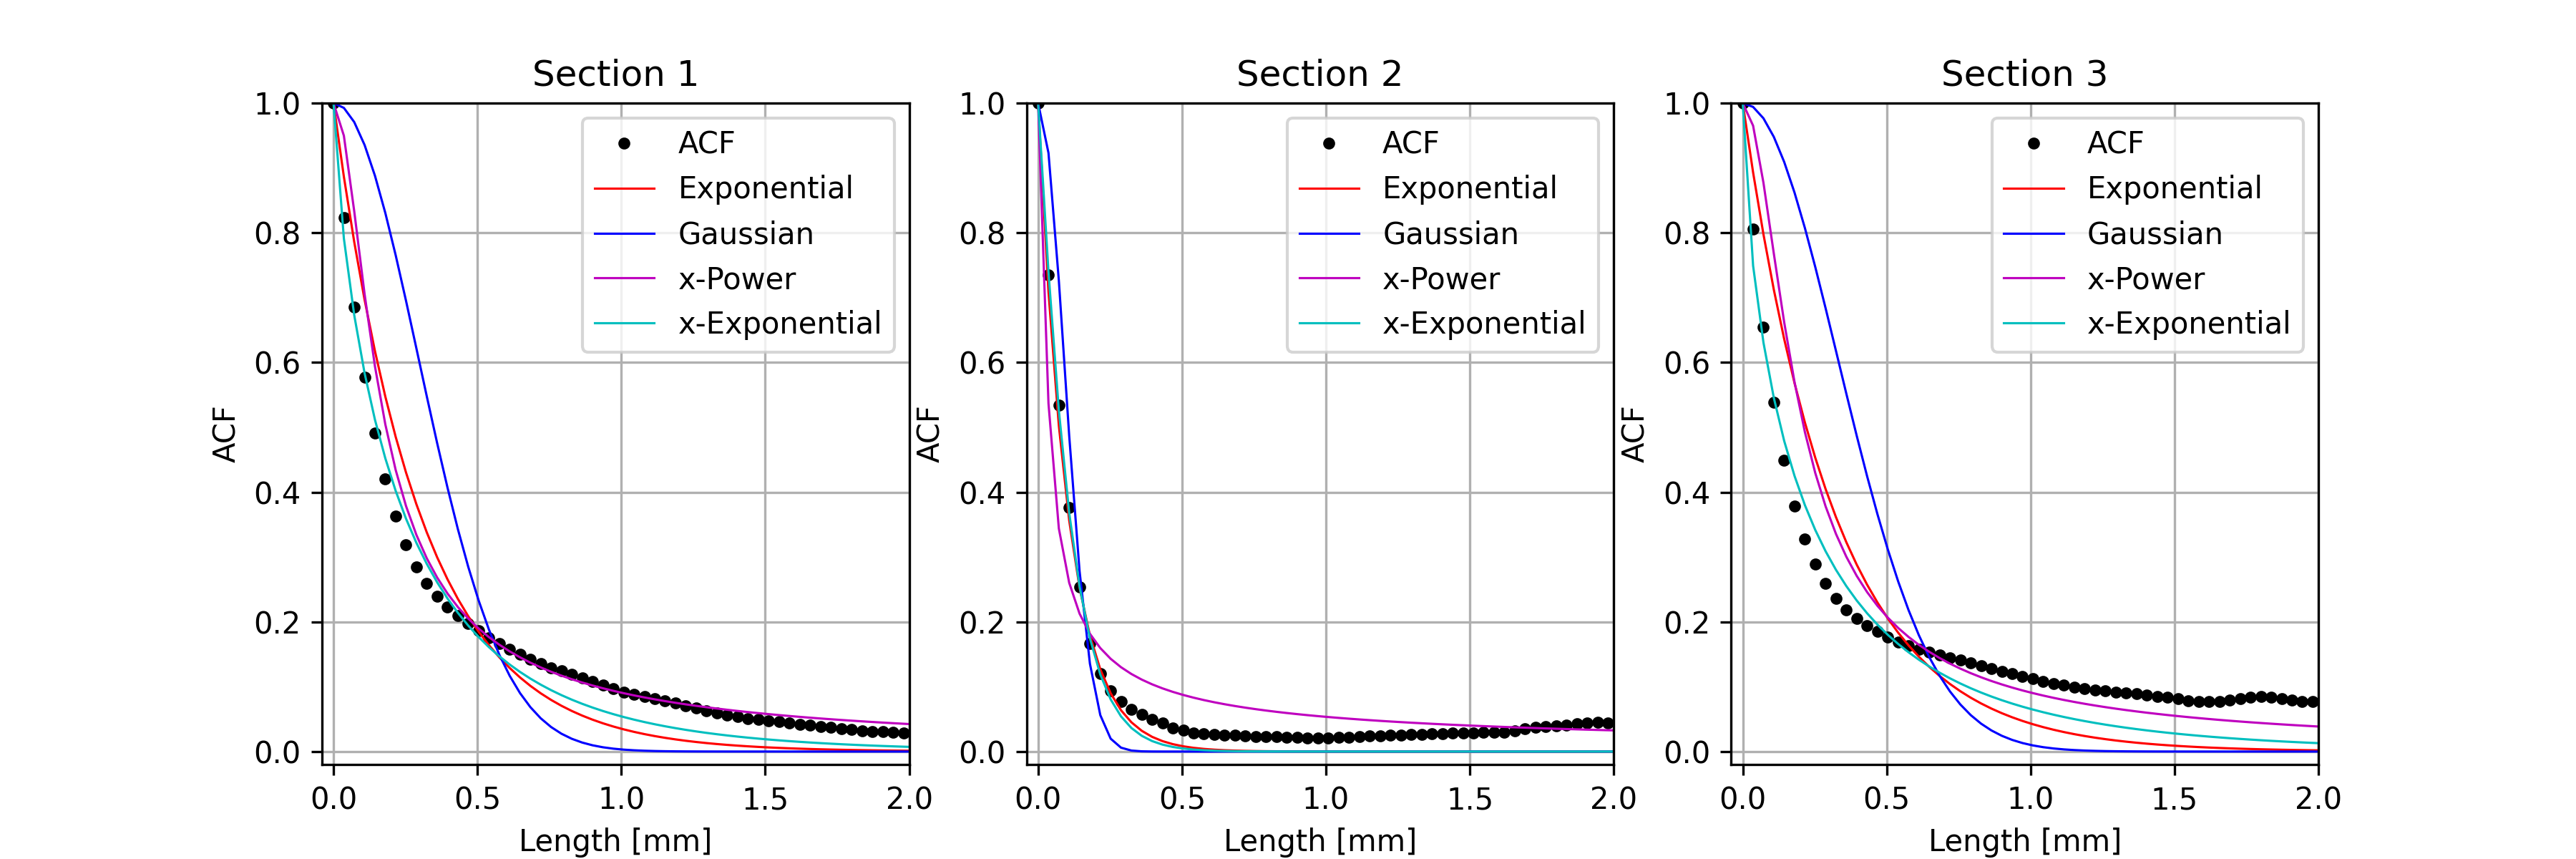 Section 1
1.0
0.8
0.6
0.4
0.2
0.0
ACF
ACF
Exponential
Gaussian
x-Power
x-Exponential
0.0 0.5 1.0 1.5 2.0
Length [mm]
Section 2
1.0
0.8
0.6
0.4
0.2
0.0
ACF
ACF
Exponential
Gaussian
x-Power
x-Exponential
0.0 0.5 1.0 1.5 2.0
Length [mm]
Section 3
1.0
0.8
0.6
0.4
0.2
0.0
ACF
ACF
Exponential
Gaussian
x-Power
x-Exponential
0.0 0.5 1.0 1.5 2.0
Length [mm]